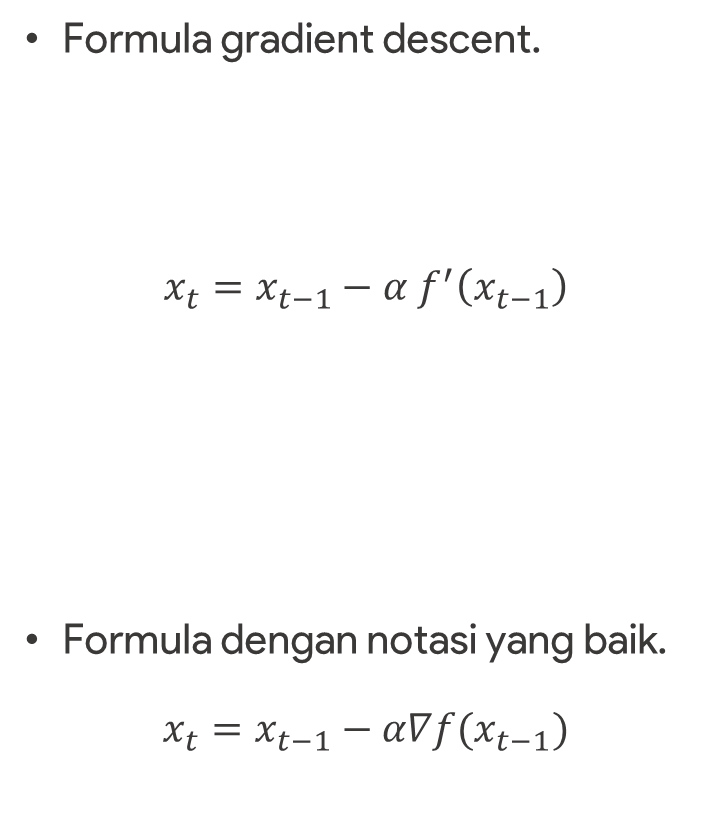 • Formula gradient descent.
xₜ = xₜ₋₁ − α f′(xₜ₋₁)
• Formula dengan notasi yang baik.
xₜ = xₜ₋₁ − α∇f(xₜ₋₁)